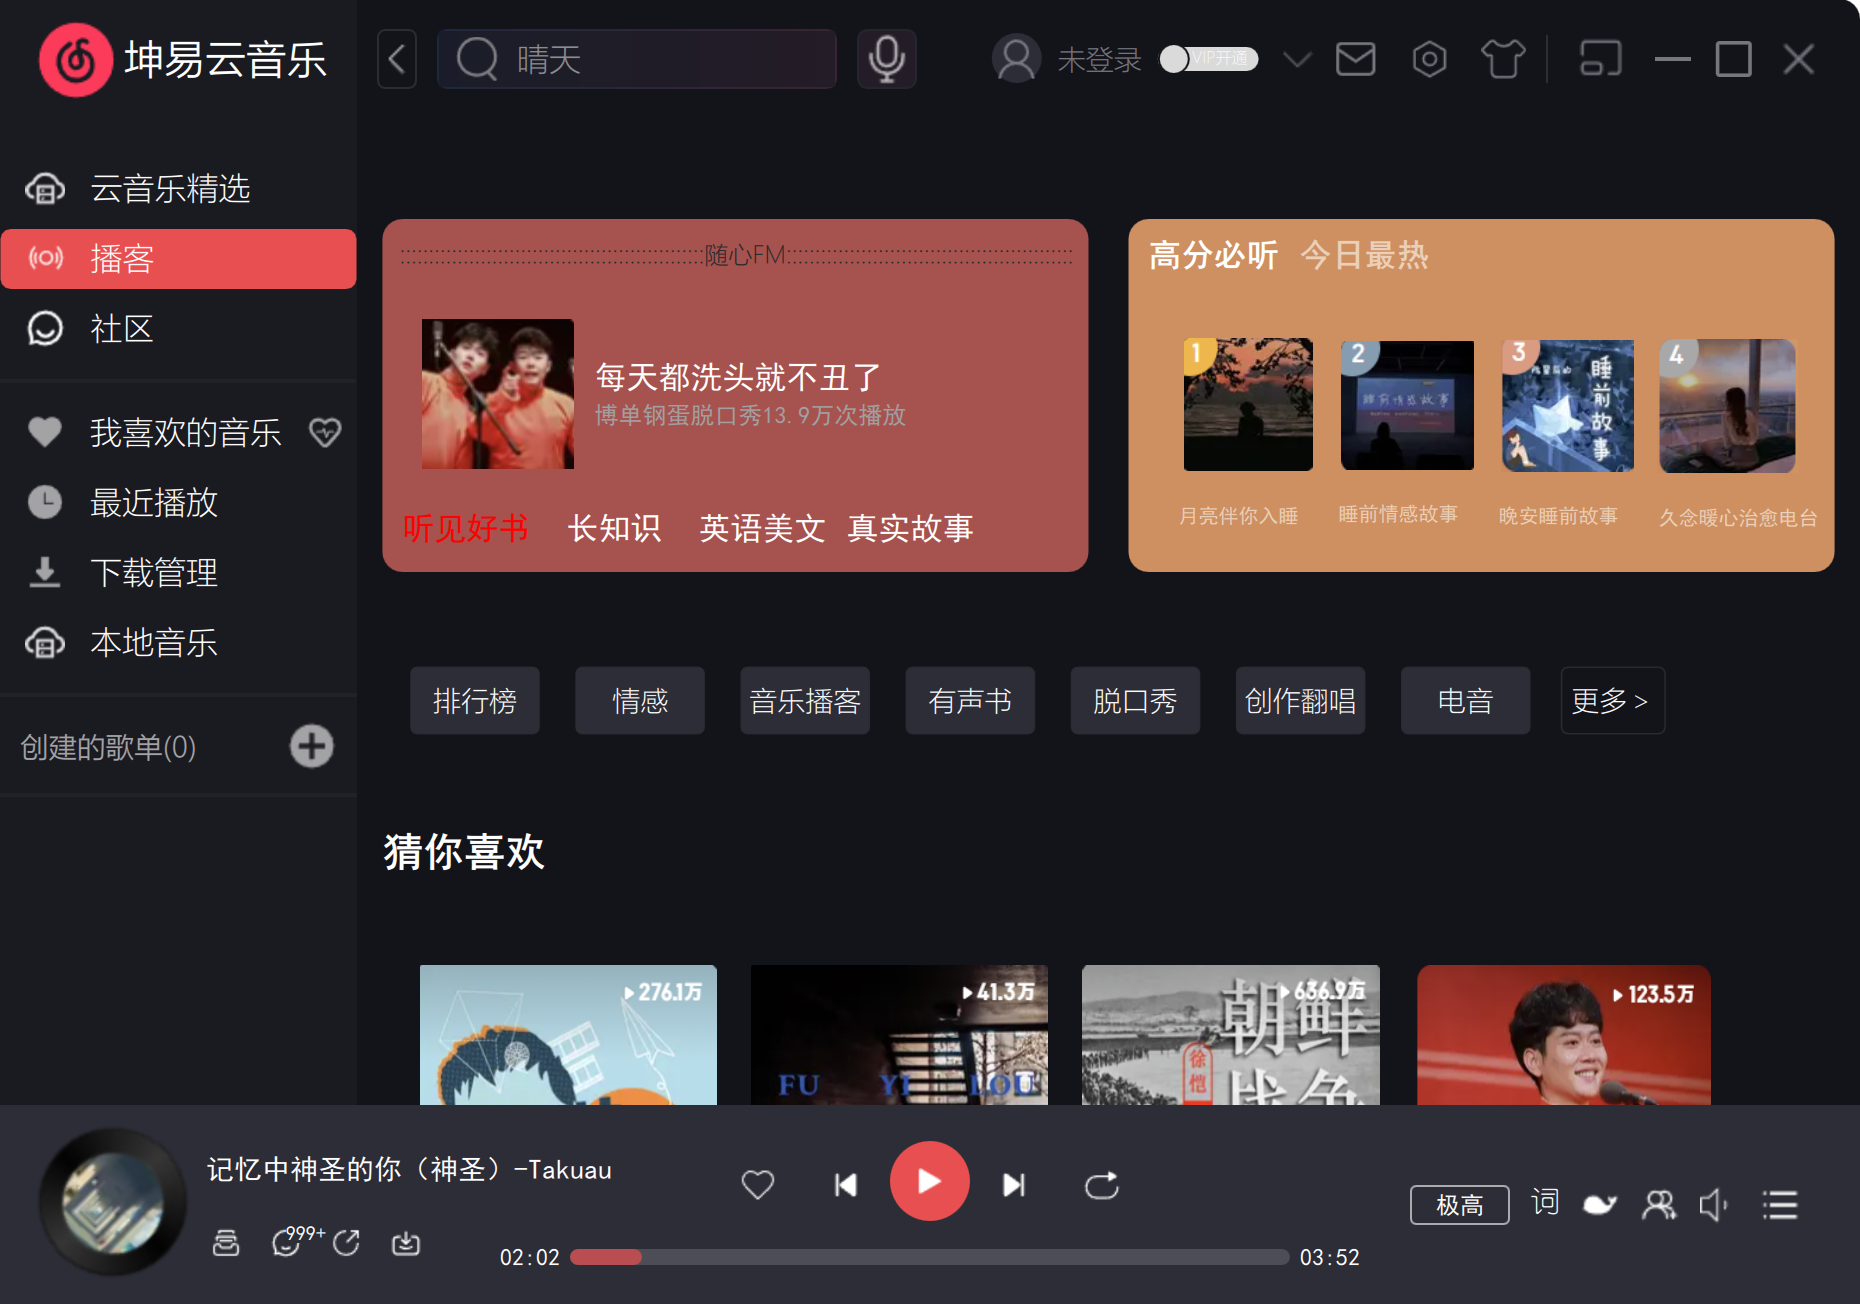 坤易云音乐
晴天
未登录
VIP开通
云音乐精选
播客
社区
我喜欢的音乐
最近播放
下载管理
本地音乐
创建的歌单(0)
随心FM
每天都洗头就不丑了
博单钢蛋脱口秀13.9万次播放
听见好书 长知识 英语美文 真实故事
高分必听 今日最热
1
2
睡前情感故事
3
睡前故事
4
月亮伴你入睡
睡前情感故事
晚安睡前故事
久念暖心治愈电台
排行榜 情感 音乐播客 有声书 脱口秀 创作翻唱 电音 更多 >
猜你喜欢
276.1万
41.3万
FU YI LOU
636.9万
朝鲜
战争
徐恺
123.5万
记忆中神圣的你（神圣）-Takuau
999+
02:02
03:52
极高
词